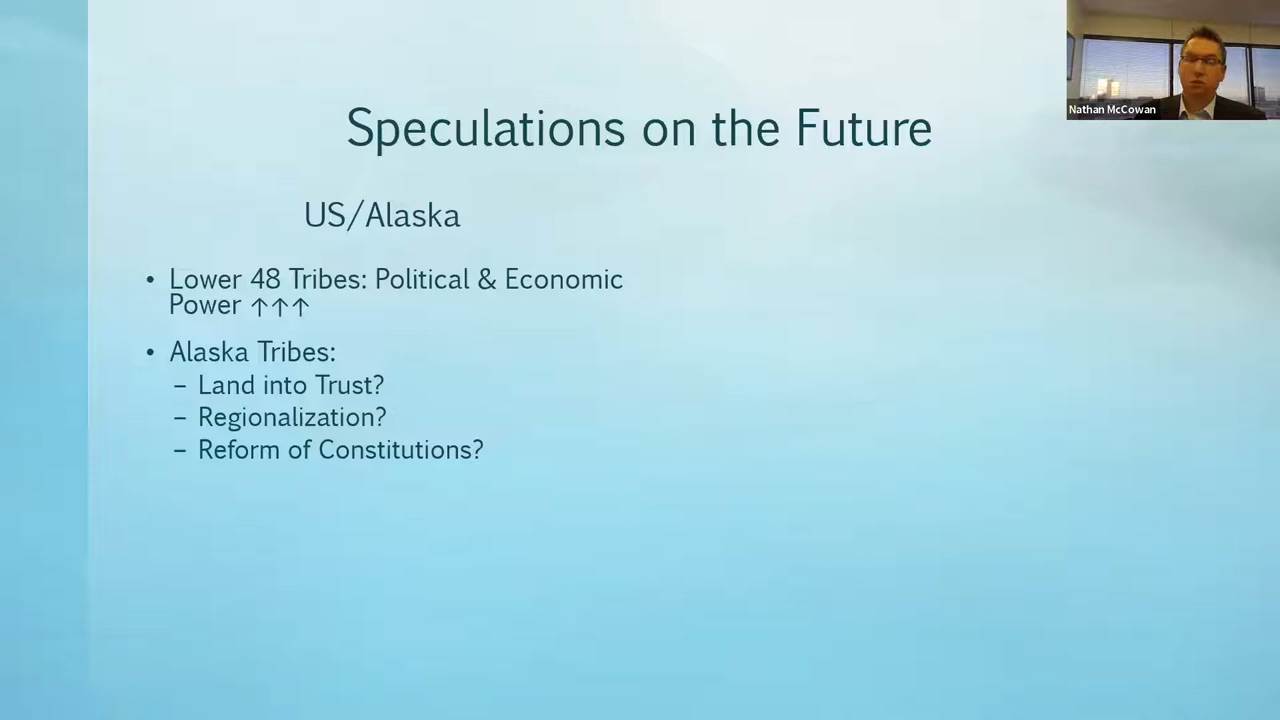 Nathan McCowan
Speculations on the Future
US/Alaska
• Lower 48 Tribes: Political & Economic
Power ↑↑↑
• Alaska Tribes:
– Land into Trust?
– Regionalization?
– Reform of Constitutions?